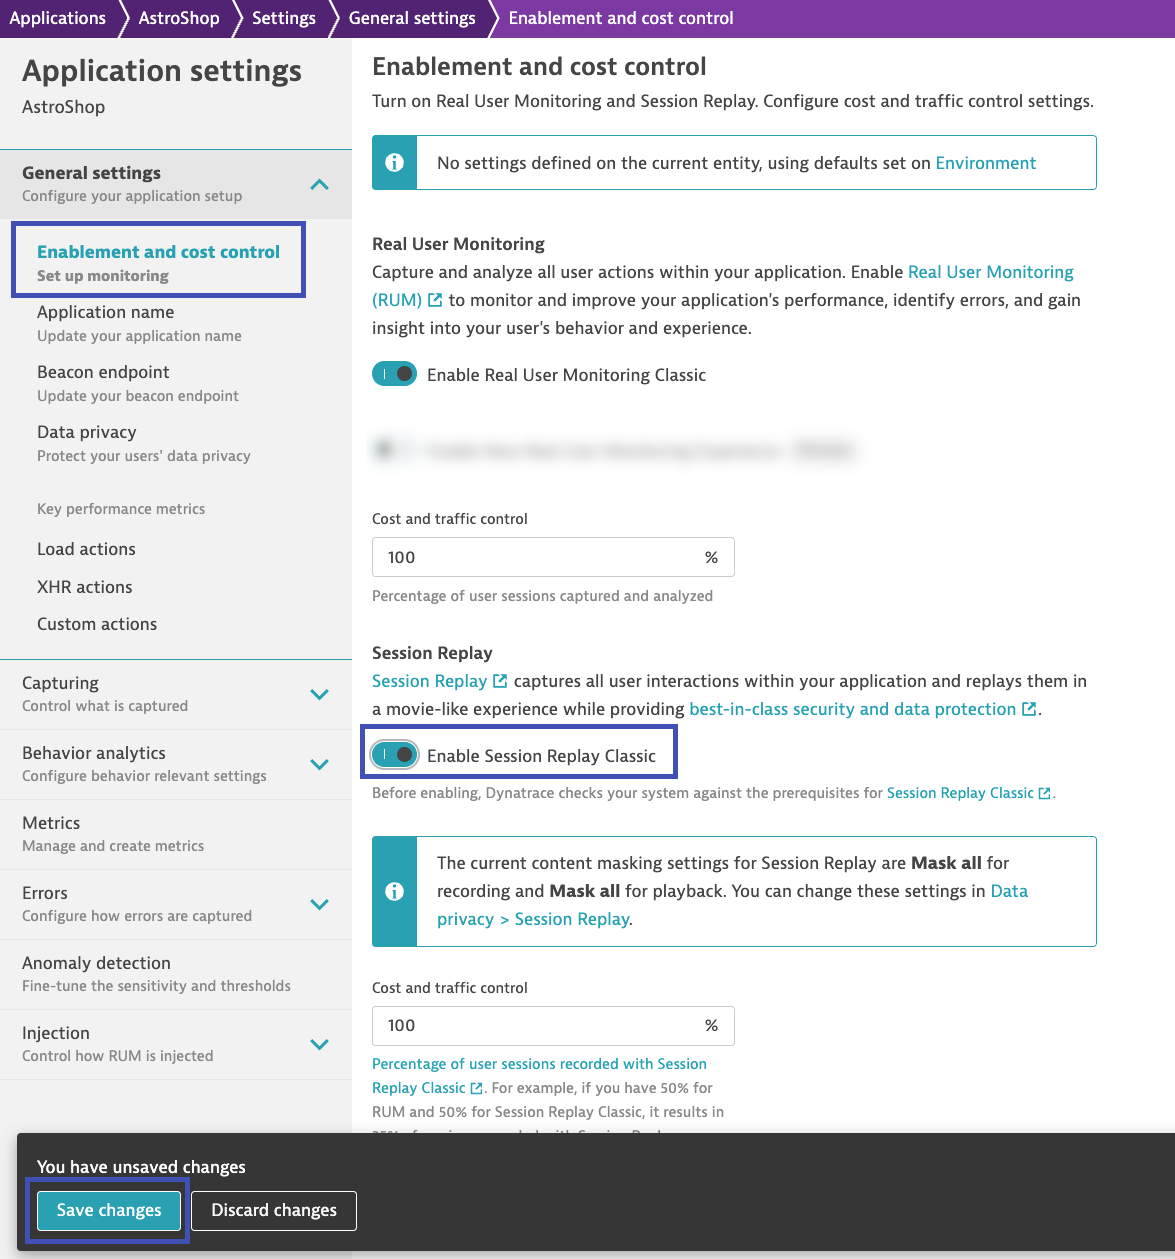 Applications
AstroShop
Settings
General settings
Enablement and cost control
Application settings
AstroShop
General settings
Configure your application setup
Enablement and cost control
Set up monitoring
Application name
Update your application name
Beacon endpoint
Update your beacon endpoint
Data privacy
Protect your users' data privacy
Key performance metrics
Load actions
XHR actions
Custom actions
Capturing
Control what is captured
Behavior analytics
Configure behavior relevant settings
Metrics
Manage and create metrics
Errors
Configure how errors are captured
Anomaly detection
Fine-tune the sensitivity and thresholds
Injection
Control how RUM is injected
Enablement and cost control
Turn on Real User Monitoring and Session Replay. Configure cost and traffic control settings.
No settings defined on the current entity, using defaults set on Environment
Real User Monitoring
Capture and analyze all user actions within your application. Enable Real User Monitoring
(RUM) to monitor and improve your application's performance, identify errors, and gain
insight into your user's behavior and experience.
Enable Real User Monitoring Classic
Cost and traffic control
100 %
Percentage of user sessions captured and analyzed
Session Replay
Session Replay captures all user interactions within your application and replays them in
a movie-like experience while providing best-in-class security and data protection.
Enable Session Replay Classic
Before enabling, Dynatrace checks your system against the prerequisites for Session Replay Classic.
The current content masking settings for Session Replay are Mask all for
recording and Mask all for playback. You can change these settings in Data
privacy > Session Replay.
Cost and traffic control
100 %
Percentage of user sessions recorded with Session
Replay Classic. For example, if you have 50% for
RUM and 50% for Session Replay Classic, it results in
You have unsaved changes
Save changes
Discard changes